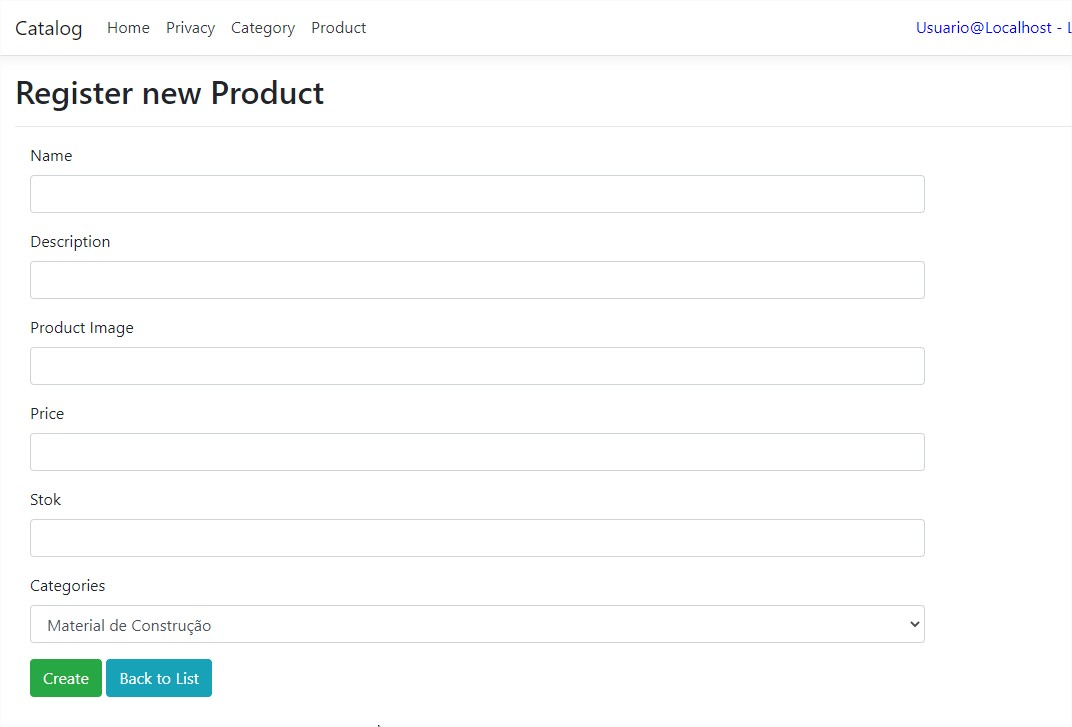 Catalog Home Privacy Category Product Usuario@Localhost - L
Register new Product
Name
Description
Product Image
Price
Stok
Categories
Material de Construção
Create Back to List